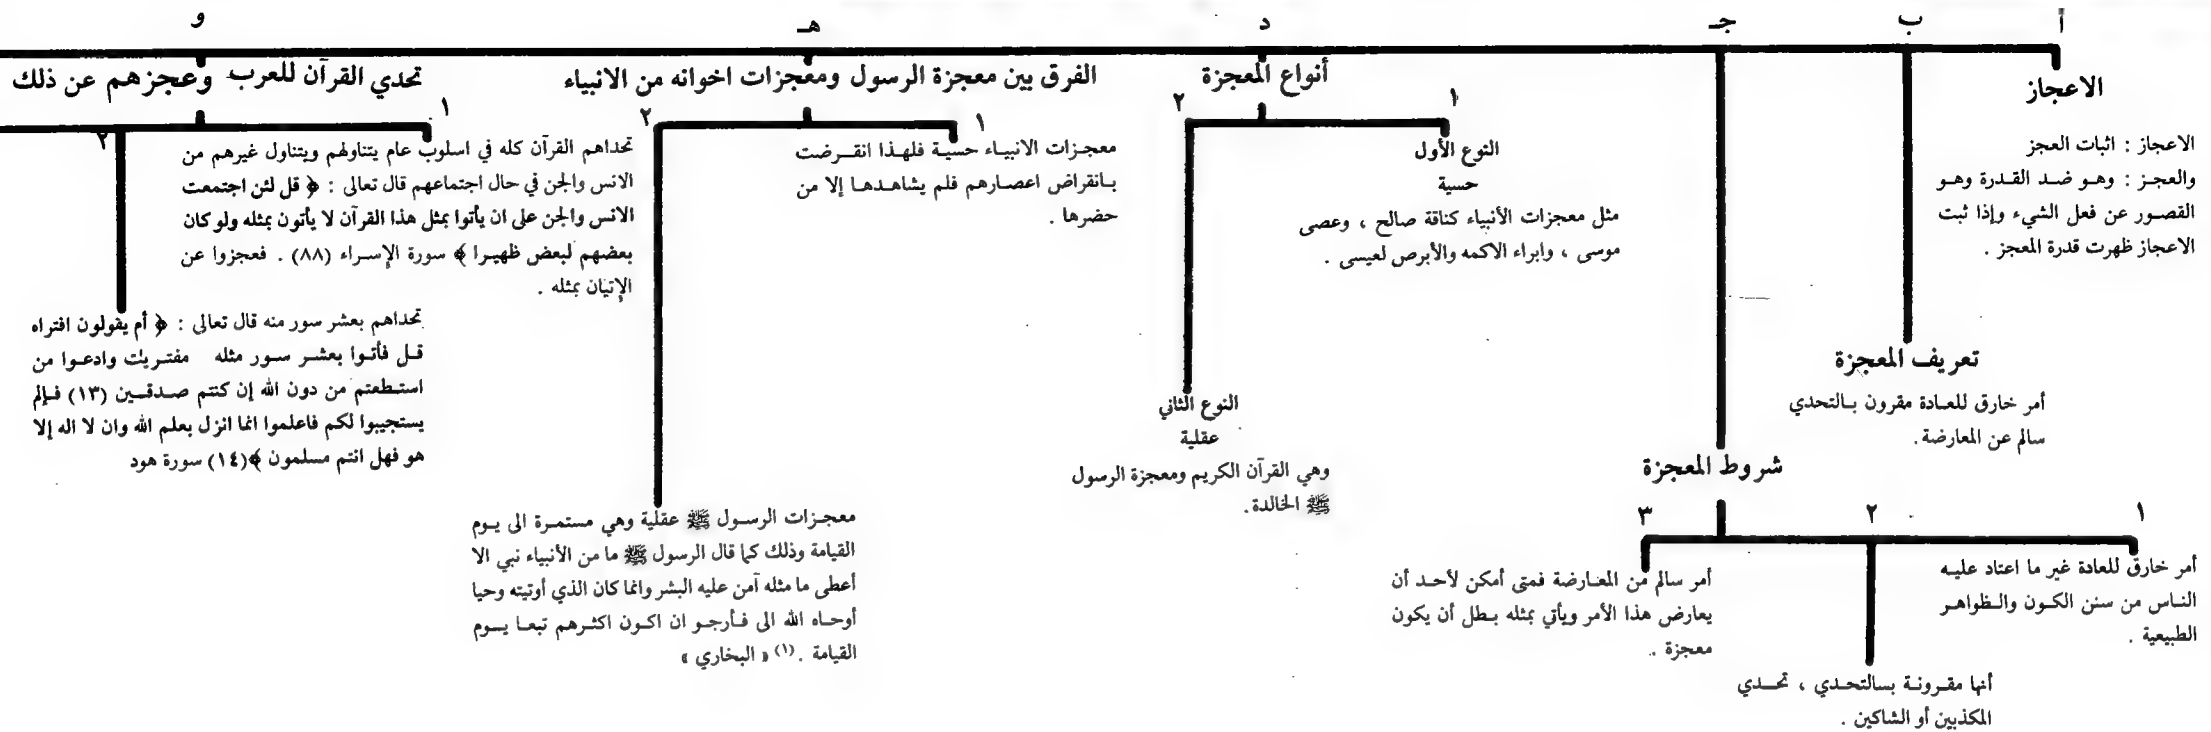 أ
الاعجاز
الاعجاز : اثبات العجز
والعجز : وهو ضد القدرة وهو
القصور عن فعل الشيء وإذا ثبت
الاعجاز ظهرت قدرة المعجز .
ب
تعريف المعجزة
أمر خارق للعادة مقرون بالتحدي
سالم عن المعارضة .
جـ
شروط المعجزة
١
أمر خارق للعادة غير ما اعتاد عليه
الناس من سنن الكون والظواهر
الطبيعية .
٢
أنها مقرونة بسالتحدي ، تحدي
المكذبين أو الشاكين .
٣
أمر سالم من المعارضة فمتى أمكن لأحد أن
يعارض هذا الأمر ويأتي بمثله بطل أن يكون
معجزة .
د
أنواع المعجزة
١
النوع الأول
حسية
مثل معجزات الأنبياء كناقة صالح ، وعصى
موسى ، وابراء الاكمه والأبرص لعيسى .
٢
النوع الثاني
عقلية
وهي القرآن الكريم ومعجزة الرسول
ﷺ الخالدة .
هـ
الفرق بين معجزة الرسول ومعجزات اخوانه من الانبياء
١
معجزات الانبياء حسية فلهذا انقرضت
بانقراض اعصارهم فلم يشاهدها إلا من
حضرها .
٢
معجزات الرسول ﷺ عقلية وهي مستمرة الى يوم
القيامة وذلك كما قال الرسول ﷺ ما من الأنبياء نبي الا
أعطى ما مثله آمن عليه البشر وانما كان الذي أوتيته وحيا
أوحاه الله الى فأرجو ان اكون اكثرهم تبعا يوم
القيامة .(١) « البخاري »
و
تحدي القرآن للعرب وعجزهم عن ذلك
١
تحداهم القرآن كله في اسلوب عام يتناولهم ويتناول غيرهم من
الانس والجن في حال اجتماعهم قال تعالى : ﴿ قل لئن اجتمعت
الانس والجن على ان يأتوا بمثل هذا القرآن لا يأتون بمثله ولو كان
بعضهم لبعض ظهيرا ﴾ سورة الإسراء (٨٨) . فعجزوا عن
الإتيان بمثله .
٢
تحداهم بعشر سور منه قال تعالى : ﴿ أم يقولون افتراه
قل فأتوا بعشر سور مثله مفتريت وادعوا من
استطعتم من دون الله إن كنتم صدقين (١٣) فإلم
يستجيبوا لكم فاعلموا انما انزل بعلم الله وان لا اله إلا
هو فهل انتم مسلمون ﴾(١٤) سورة هود